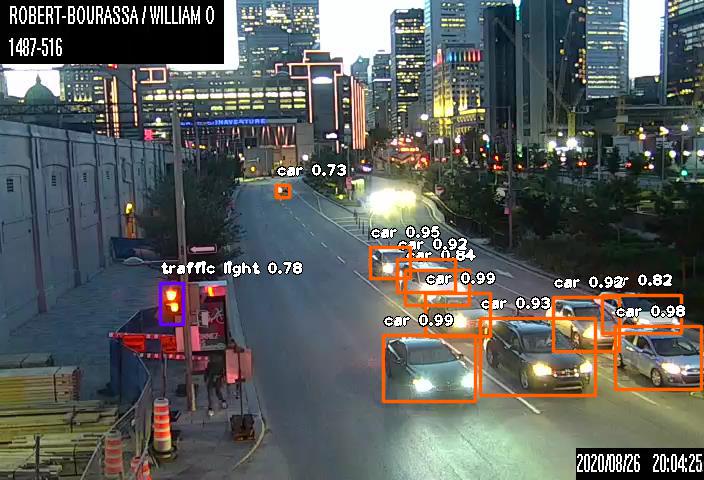 ROBERT-BOURASSA / WILLIAM O
1487-516
BONAVENTURE
car 0.73
car 0.95
car 0.92
0.84
car 0.99
traffic light 0.78
car 0.92
0.82
car 0.93
car 0.98
car 0.99
2020/08/26 20:04:25